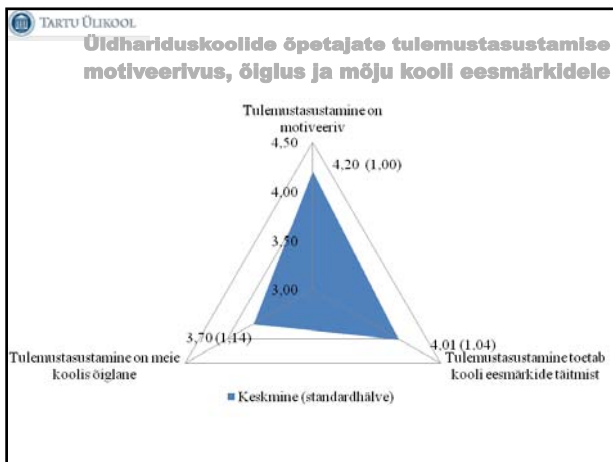 TARTU ÜLIKOOL
Üldhariduskoolide õpetajate tulemustasustamise
motiveerivus, õiglus ja mõju kooli eesmärkidele
Tulemustasustamine on
motiveeriv
4,50
4,20 (1,00)
4,00
3,50
3,00
3,70 (1,14)
4,01 (1,04)
Tulemustasustamine on meie
koolis õiglane
Tulemustasustamine toetab
kooli eesmärkide täitmist
Keskmine (standardhälve)